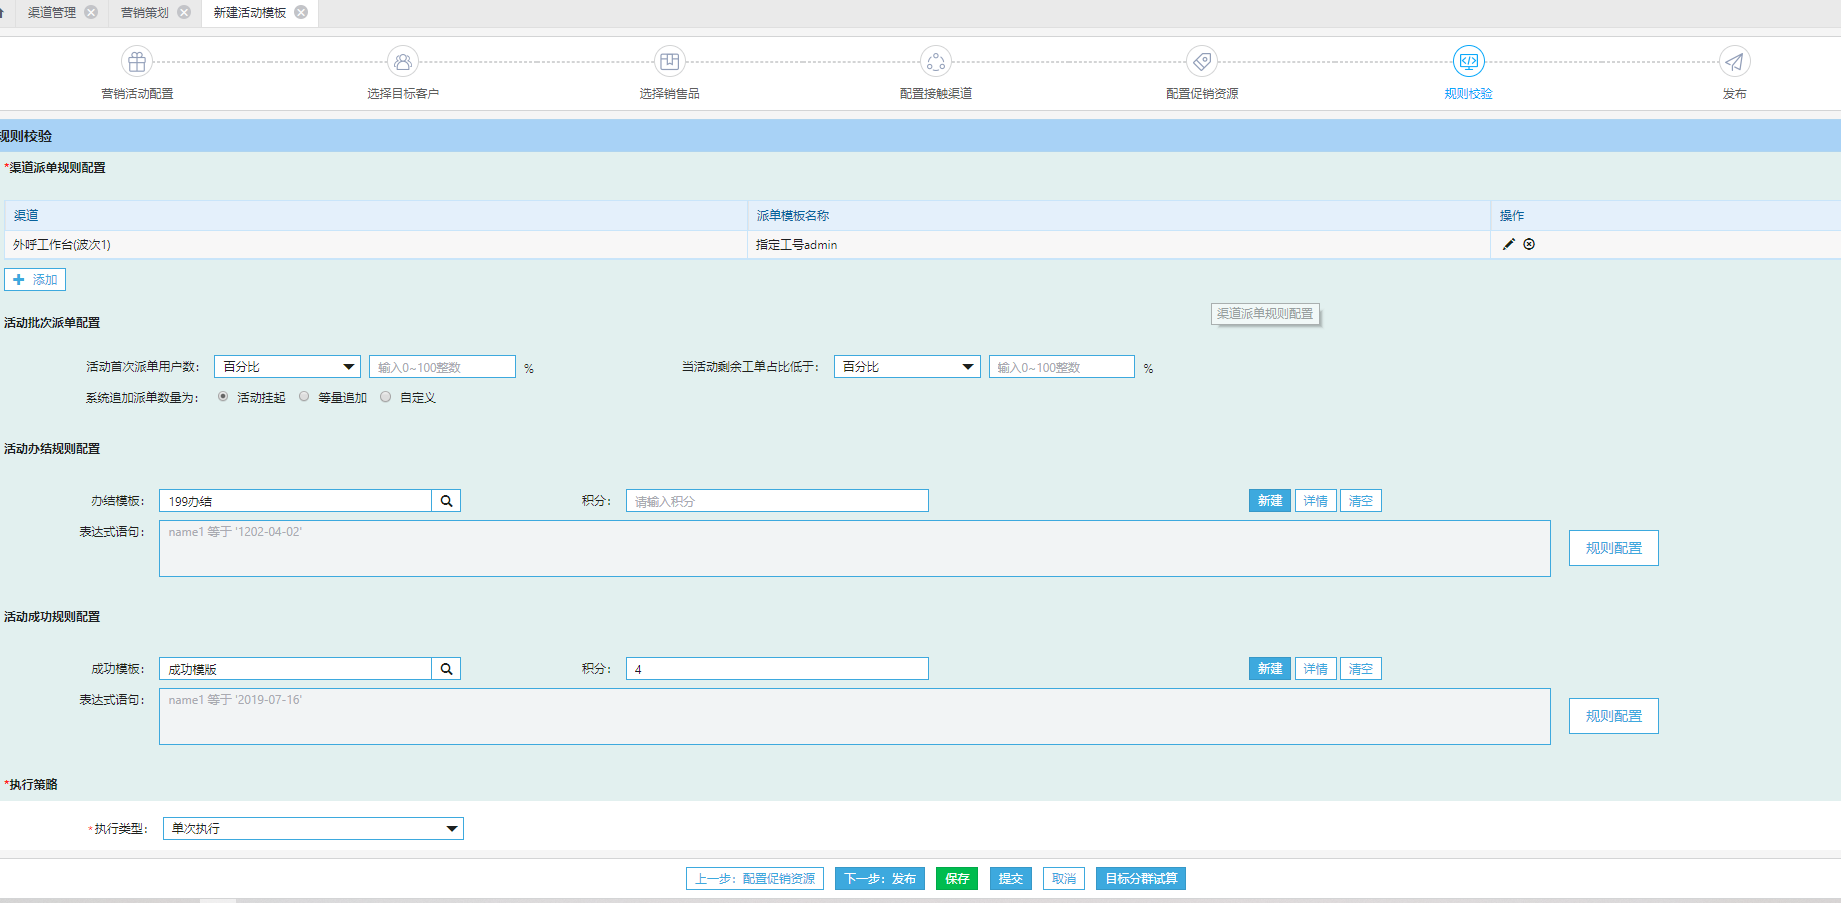 渠道管理 营销策划 新建活动模板
营销活动配置 选择目标客户 选择销售品 配置接触渠道 配置促销资源 规则校验 发布
规则校验
*渠道派单规则配置
渠道 派单模板名称 操作
外呼工作台(波次1) 指定工号admin
添加
渠道派单规则配置
活动批次派单配置
活动首次派单用户数： 百分比 输入0~100整数 % 当活动剩余工单占比低于： 百分比 输入0~100整数 %
系统追加派单数量为： 活动挂起 等量追加 自定义
活动办结规则配置
办结模板： 199办结 积分： 请输入积分 新建 详情 清空
表达式语句： name1 等于 '1202-04-02' 规则配置
活动成功规则配置
成功模板： 成功模版 积分： 4 新建 详情 清空
表达式语句： name1 等于 '2019-07-16' 规则配置
*执行策略
*执行类型： 单次执行
上一步：配置促销资源 下一步：发布 保存 提交 取消 目标分群试算